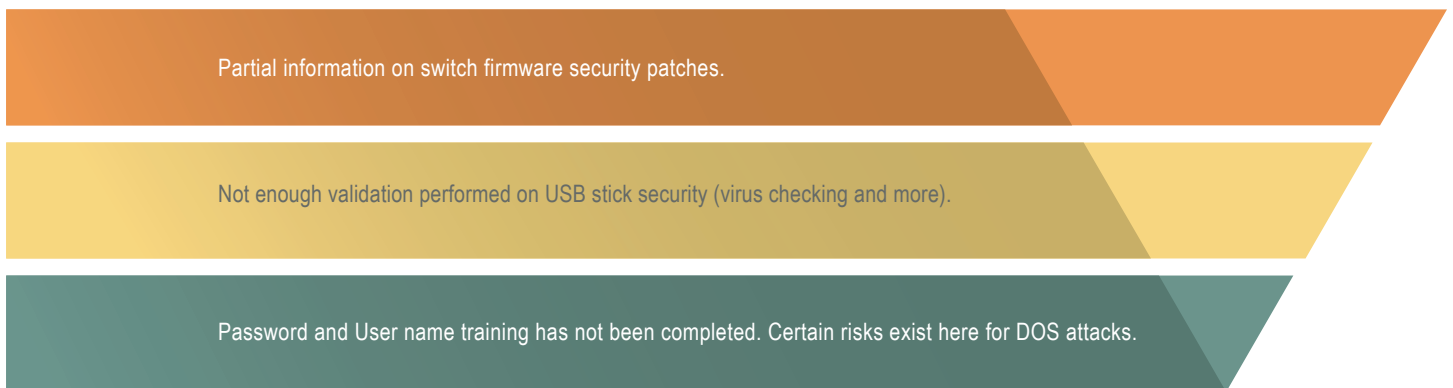 Partial information on switch firmware security patches.
Not enough validation performed on USB stick security (virus checking and more).
Password and User name training has not been completed. Certain risks exist here for DOS attacks.